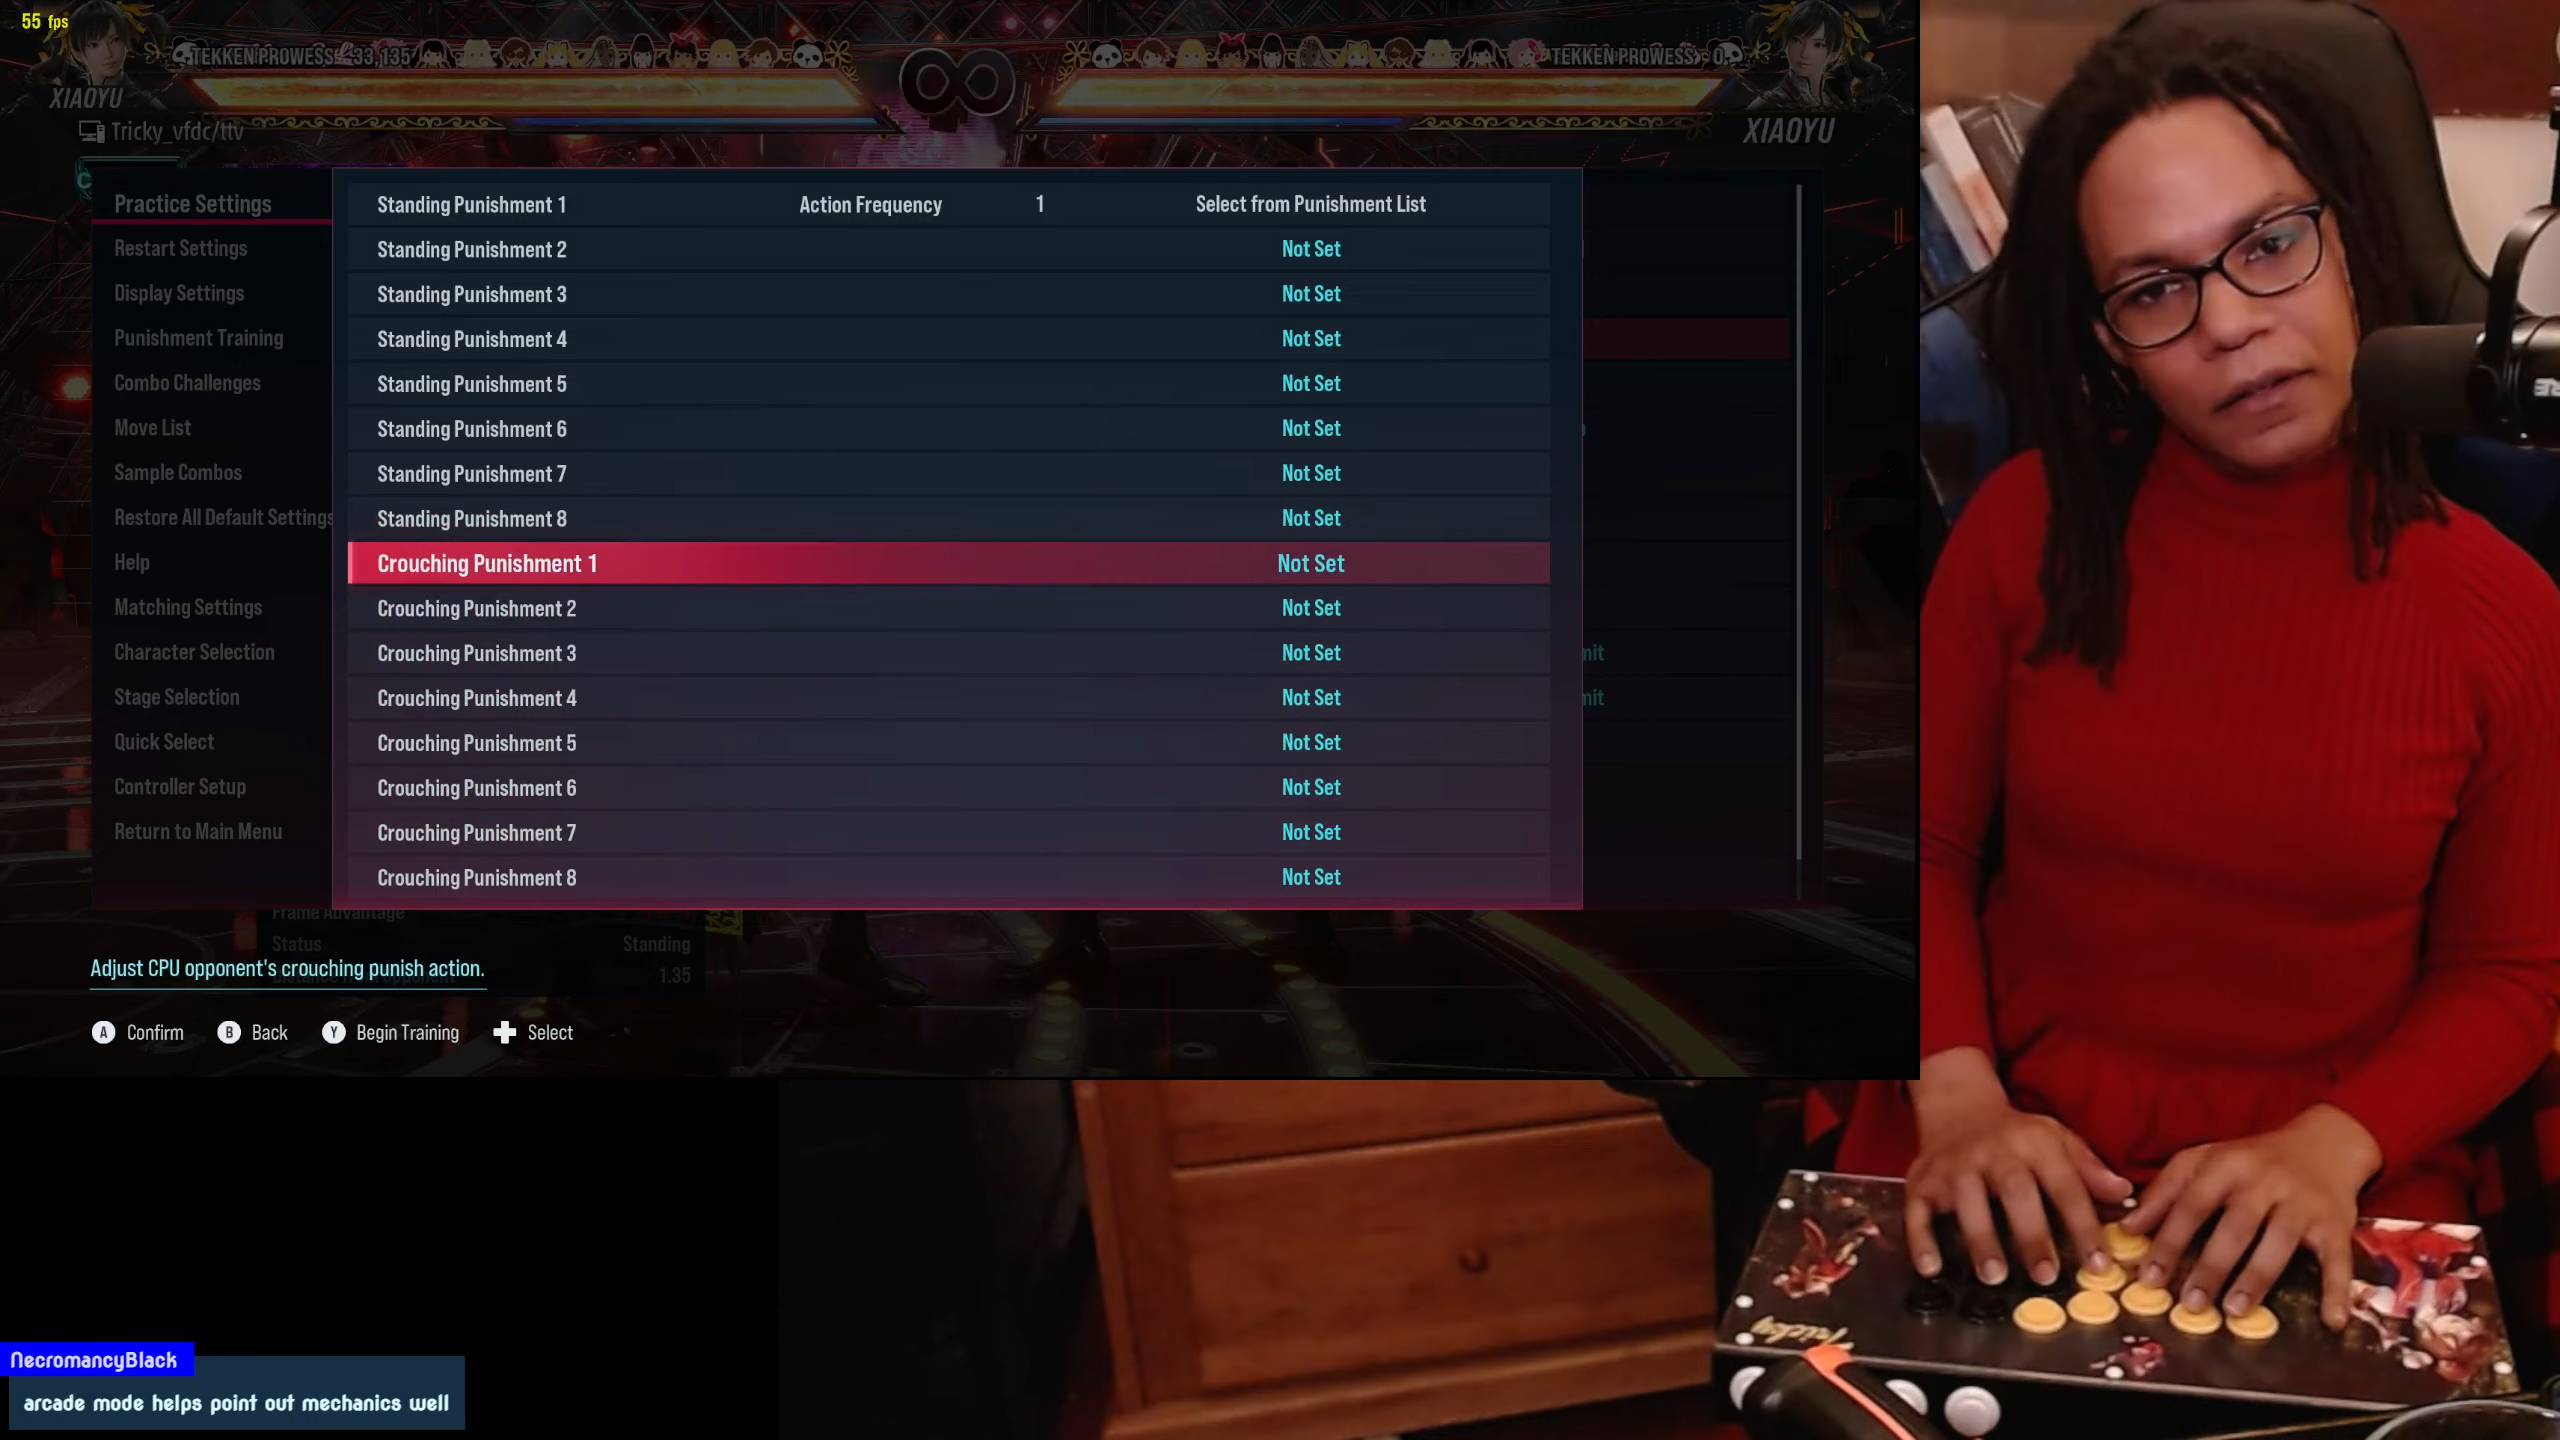 55 fps
TEKKEN PROWESS 33,135
TEKKEN PROWESS 0
XIAOYU
XIAOYU
Tricky_vfdc/ttv
Practice Settings
Restart Settings
Display Settings
Punishment Training
Combo Challenges
Move List
Sample Combos
Restore All Default Settings
Help
Matching Settings
Character Selection
Stage Selection
Quick Select
Controller Setup
Return to Main Menu
Standing Punishment 1 Action Frequency 1 Select from Punishment List
Standing Punishment 2 Not Set
Standing Punishment 3 Not Set
Standing Punishment 4 Not Set
Standing Punishment 5 Not Set
Standing Punishment 6 Not Set
Standing Punishment 7 Not Set
Standing Punishment 8 Not Set
Crouching Punishment 1 Not Set
Crouching Punishment 2 Not Set
Crouching Punishment 3 Not Set
Crouching Punishment 4 Not Set
Crouching Punishment 5 Not Set
Crouching Punishment 6 Not Set
Crouching Punishment 7 Not Set
Crouching Punishment 8 Not Set
mit
mit
Frame Advantage
Status Standing
Distance from opponent 1.35
Adjust CPU opponent's crouching punish action.
A Confirm B Back Y Begin Training Select
Tricky
NecromancyBlack
arcade mode helps point out mechanics well